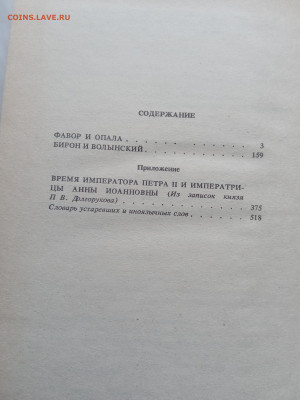 СОДЕРЖАНИЕ
ФАБОР И ОПАЛА . . . . . . . . . 3
БИРОН И ВОЛЫНСКИЙ . . . . . . . 159
Приложение
ВРЕМЯ ИМПЕРАТОРА ПЕТРА II И ИМПЕРАТРИ-
ЦЫ АННЫ ИОАННОВНЫ (Из записок князя
П В. Долгорукова) . . . . . . . . . 375
Словарь устаревших и иноязычных слов . . . . . 518
coins.lave.ru